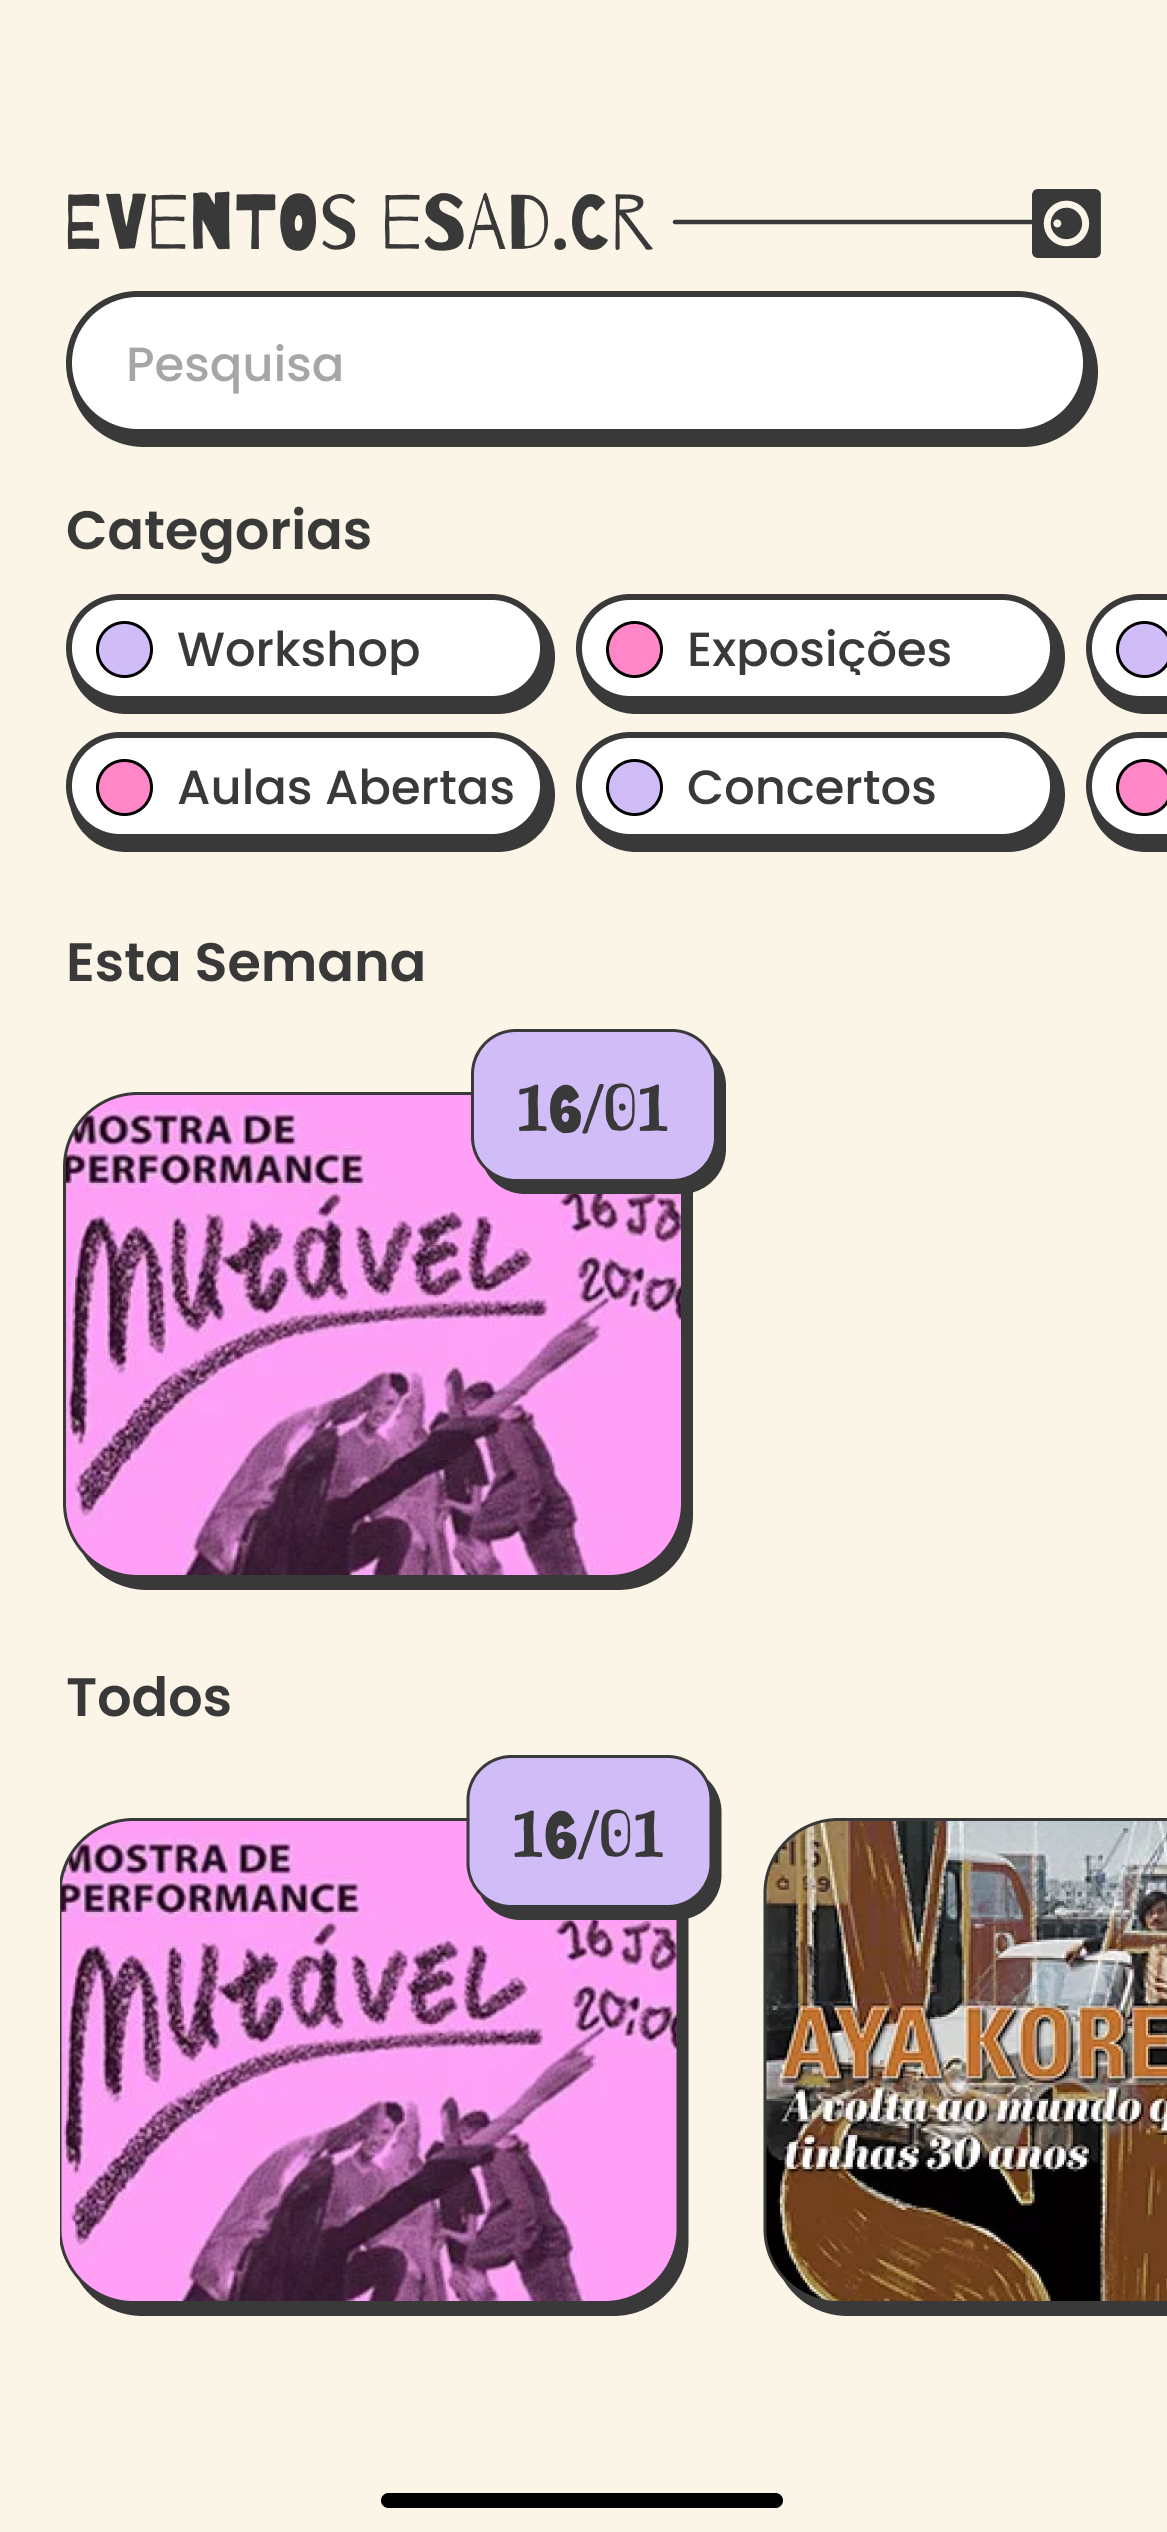 EVENTOS ESAD.CR
Pesquisa
Categorias
Workshop
Exposições
Aulas Abertas
Concertos
Esta Semana
16/01
MOSTRA DE
PERFORMANCE
MUtáVEL
16 Ja
20:0
Todos
16/01
MOSTRA DE
PERFORMANCE
MUtáVEL
16 Ja
20:0
AYA KORE
A volta ao mundo q
tinhas 30 anos